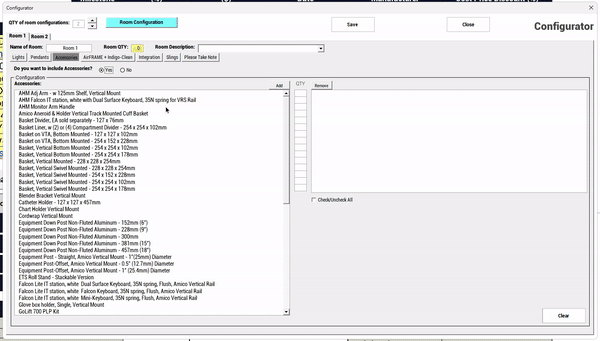 Configurator
QTY of room configurations: 2
Room Configuration
Save
Close
Configurator
Room 1
Room 2
Name of Room: Room 1
Room QTY: 0
Room Description:
Lights
Pendants
Accessories
AirFRAME + Indigo-Clean
Integration
Slings
Please Take Note
Do you want to include Accessories?
Yes
No
Configuration
Accessories:
Add
QTY
Remove
AHM Adj Arm - w 125mm Shelf, Vertical Mount
AHM Falcon IT station, white with Dual Surface Keyboard, 35N spring for VRS Rail
AHM Monitor Arm Handle
Amico Aneroid & Holder Vertical Track Mounted Cuff Basket
Basket Divider, EA sold separately - 127 x 76mm
Basket Liner, w (2) or (4) Compartment Divider - 254 x 254 x 102mm
Basket on VTA, Bottom Mounted - 127 x 127 x 102mm
Basket on VTA, Bottom Mounted - 254 x 152 x 228mm
Basket, Vertical Bottom Mounted - 254 x 254 x 102mm
Basket, Vertical Bottom Mounted - 254 x 254 x 178mm
Basket, Vertical Mounted - 228 x 228 x 254mm
Basket, Vertical Swivel Mounted - 228 x 228 x 254mm
Basket, Vertical Swivel Mounted - 254 x 152 x 228mm
Basket, Vertical Swivel Mounted - 254 x 254 x 102mm
Basket, Vertical Swivel Mounted - 254 x 254 x 178mm
Blender Bracket Vertical Mount
Catheter Holder - 127 x 127 x 457mm
Chart Holder Vertical Mount
Cordwrap Vertical Mount
Equipment Down Post Non-Fluted Aluminum - 152mm (6")
Equipment Down Post Non-Fluted Aluminum - 228mm (9")
Equipment Down Post Non-Fluted Aluminum - 300mm
Equipment Down Post Non-Fluted Aluminum - 381mm (15")
Equipment Down Post Non-Fluted Aluminum - 457mm (18")
Equipment Post - Straight, Amico Vertical Mount - 1"(25mm) Diameter
Equipment Post-Offset, Amico Vertical Mount - 0.5" (12.7mm) Diameter
Equipment Post-Offset, Amico Vertical Mount - 1" (25.4mm) Diameter
ETS Roll Stand - Stackable Version
Falcon Lite IT station, white Dual Surface Keyboard, 35N spring, Flush, Amico Vertical Rail
Falcon Lite IT station, white Falcon Keyboard, 35N spring, Flush, Amico Vertical Rail
Falcon Lite IT station, white Mini-Keyboard, 35N spring, Flush, Amico Vertical Rail
Glove box holder, Single, Vertical Mount
GoLift 700 PLP Kit
Check/Uncheck All
Clear